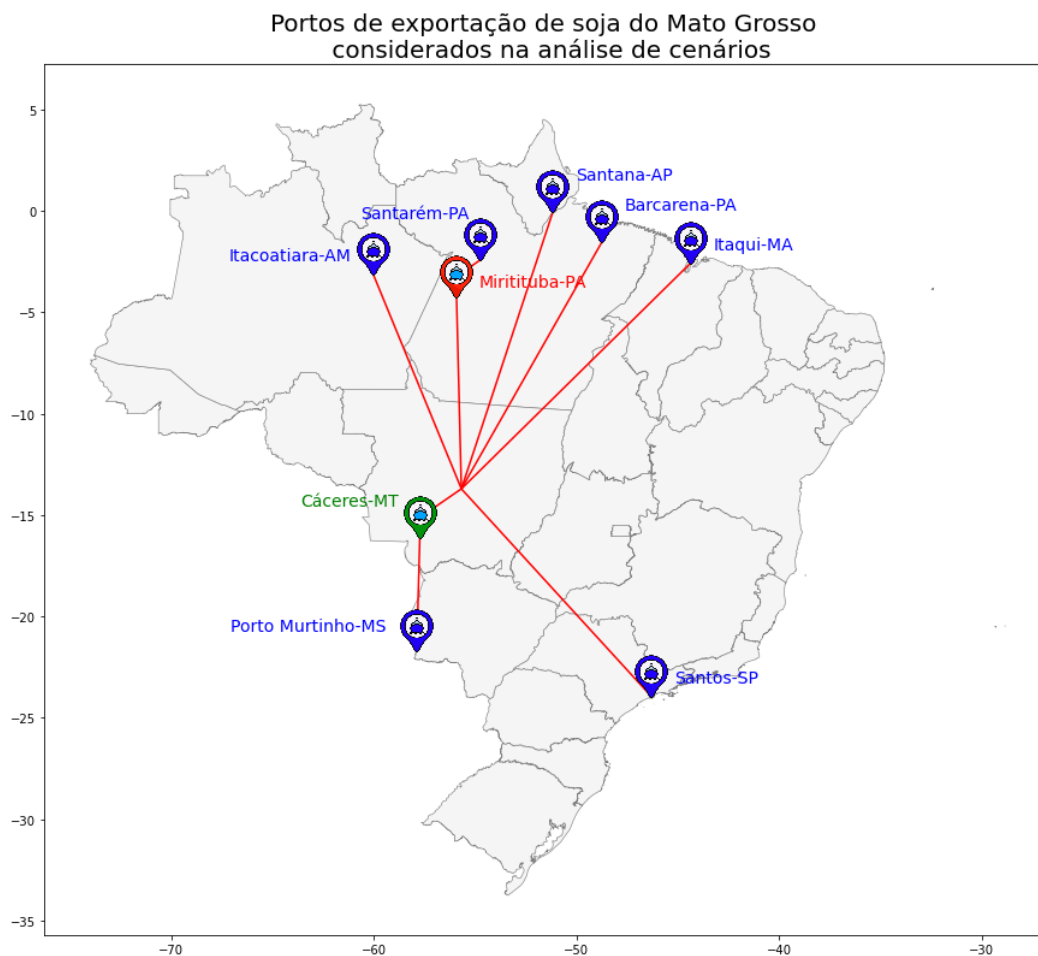 Portos de exportação de soja do Mato Grosso
considerados na análise de cenários
5
0
−5
−10
−15
−20
−25
−30
−35
Santana-AP
Barcarena-PA
Santarém-PA
Itaqui-MA
Itacoatiara-AM
Miritituba-PA
Cáceres-MT
Porto Murtinho-MS
Santos-SP
−70
−60
−50
−40
−30